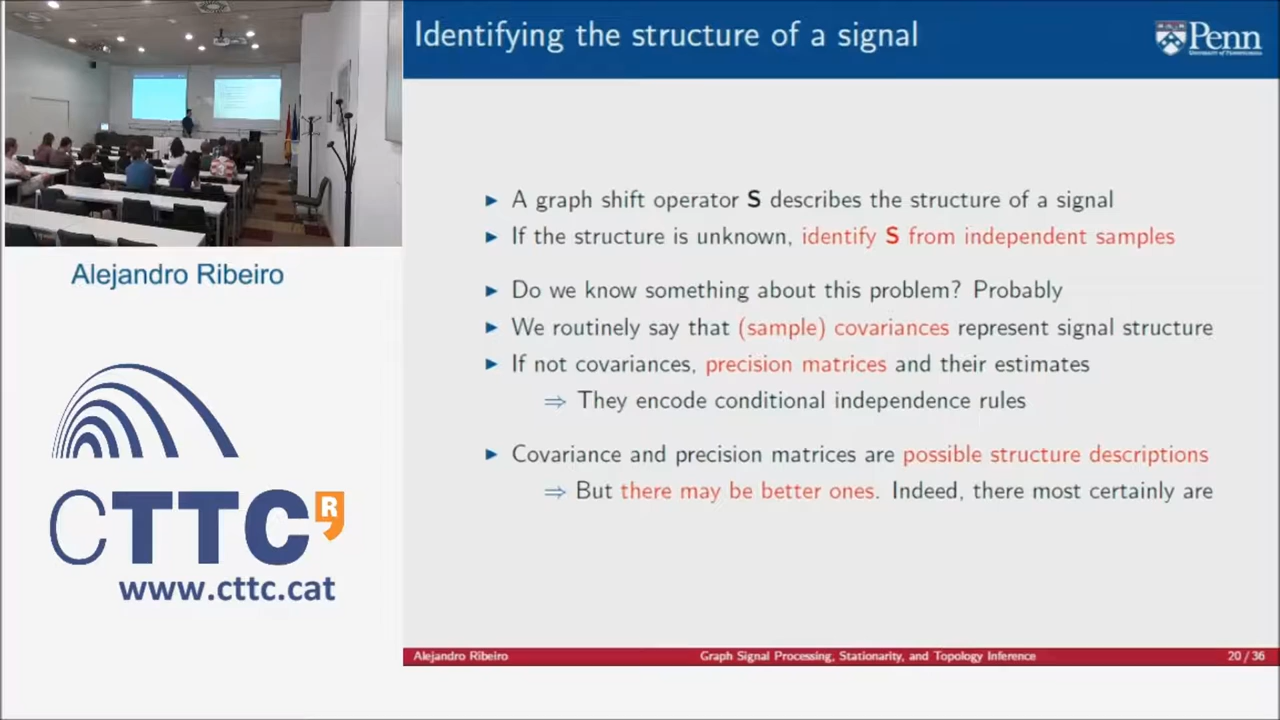 Identifying the structure of a signal
Penn
UNIVERSITY OF PENNSYLVANIA
▶ A graph shift operator S describes the structure of a signal
▶ If the structure is unknown, identify S from independent samples
▶ Do we know something about this problem? Probably
▶ We routinely say that (sample) covariances represent signal structure
▶ If not covariances, precision matrices and their estimates
⇒ They encode conditional independence rules
▶ Covariance and precision matrices are possible structure descriptions
⇒ But there may be better ones. Indeed, there most certainly are
Alejandro Ribeiro
CTTC
R
www.cttc.cat
Alejandro Ribeiro Graph Signal Processing, Stationarity, and Topology Inference 20 / 36